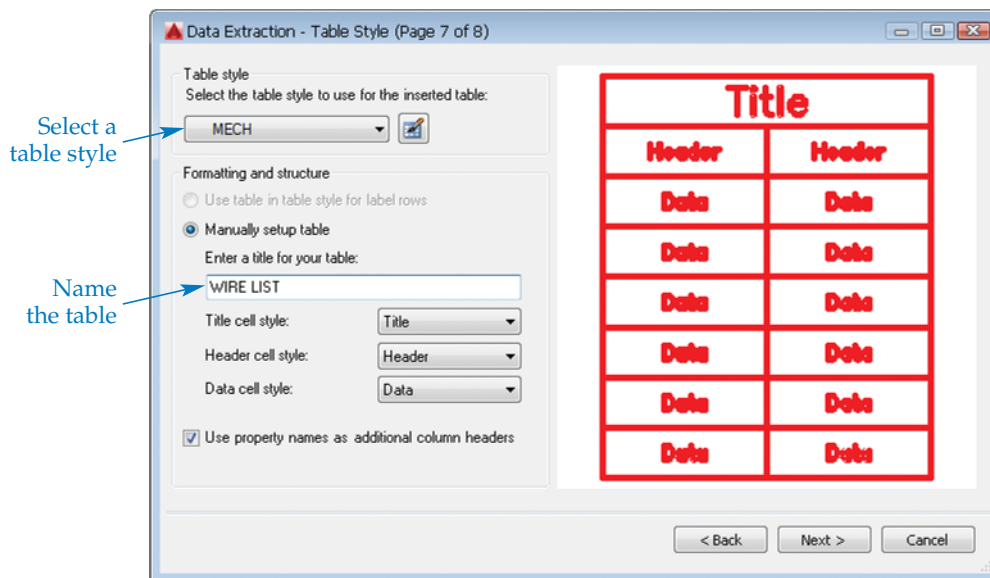 Data Extraction - Table Style (Page 7 of 8)
Table style
Select the table style to use for the inserted table:
MECH
Select a
table style
Formatting and structure
Use table in table style for label rows
Manually setup table
Enter a title for your table:
WIRE LIST
Name
the table
Title cell style:
Title
Header cell style:
Header
Data cell style:
Data
Use property names as additional column headers
Title
Header Header
Data Data
Data Data
Data Data
Data Data
Data Data
Data Data
< Back Next > Cancel